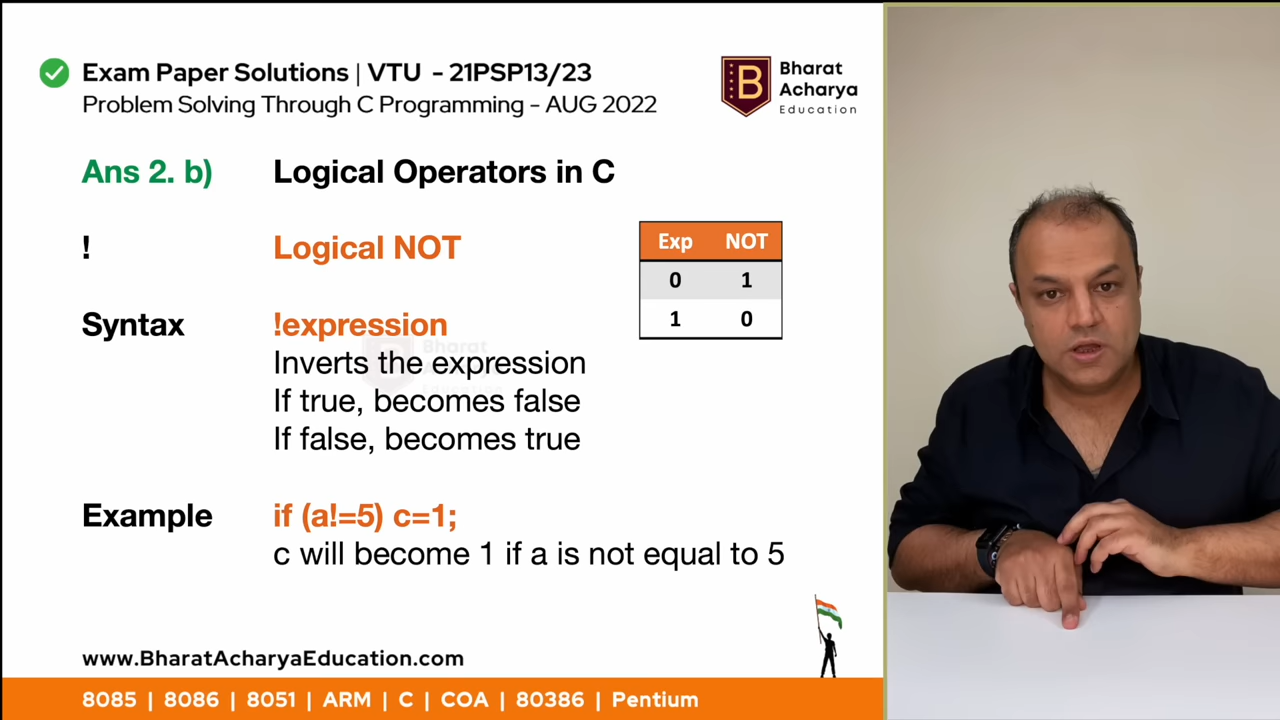 Exam Paper Solutions | VTU - 21PSP13/23
Problem Solving Through C Programming - AUG 2022
B
Bharat
Acharya
Education
Ans 2. b) Logical Operators in C
! Logical NOT
Exp NOT
0 1
1 0
Syntax !expression
Inverts the expression
If true, becomes false
If false, becomes true
Bharat
Education
Example if (a!=5) c=1;
c will become 1 if a is not equal to 5
www.BharatAcharyaEducation.com
8085 | 8086 | 8051 | ARM | C | COA | 80386 | Pentium